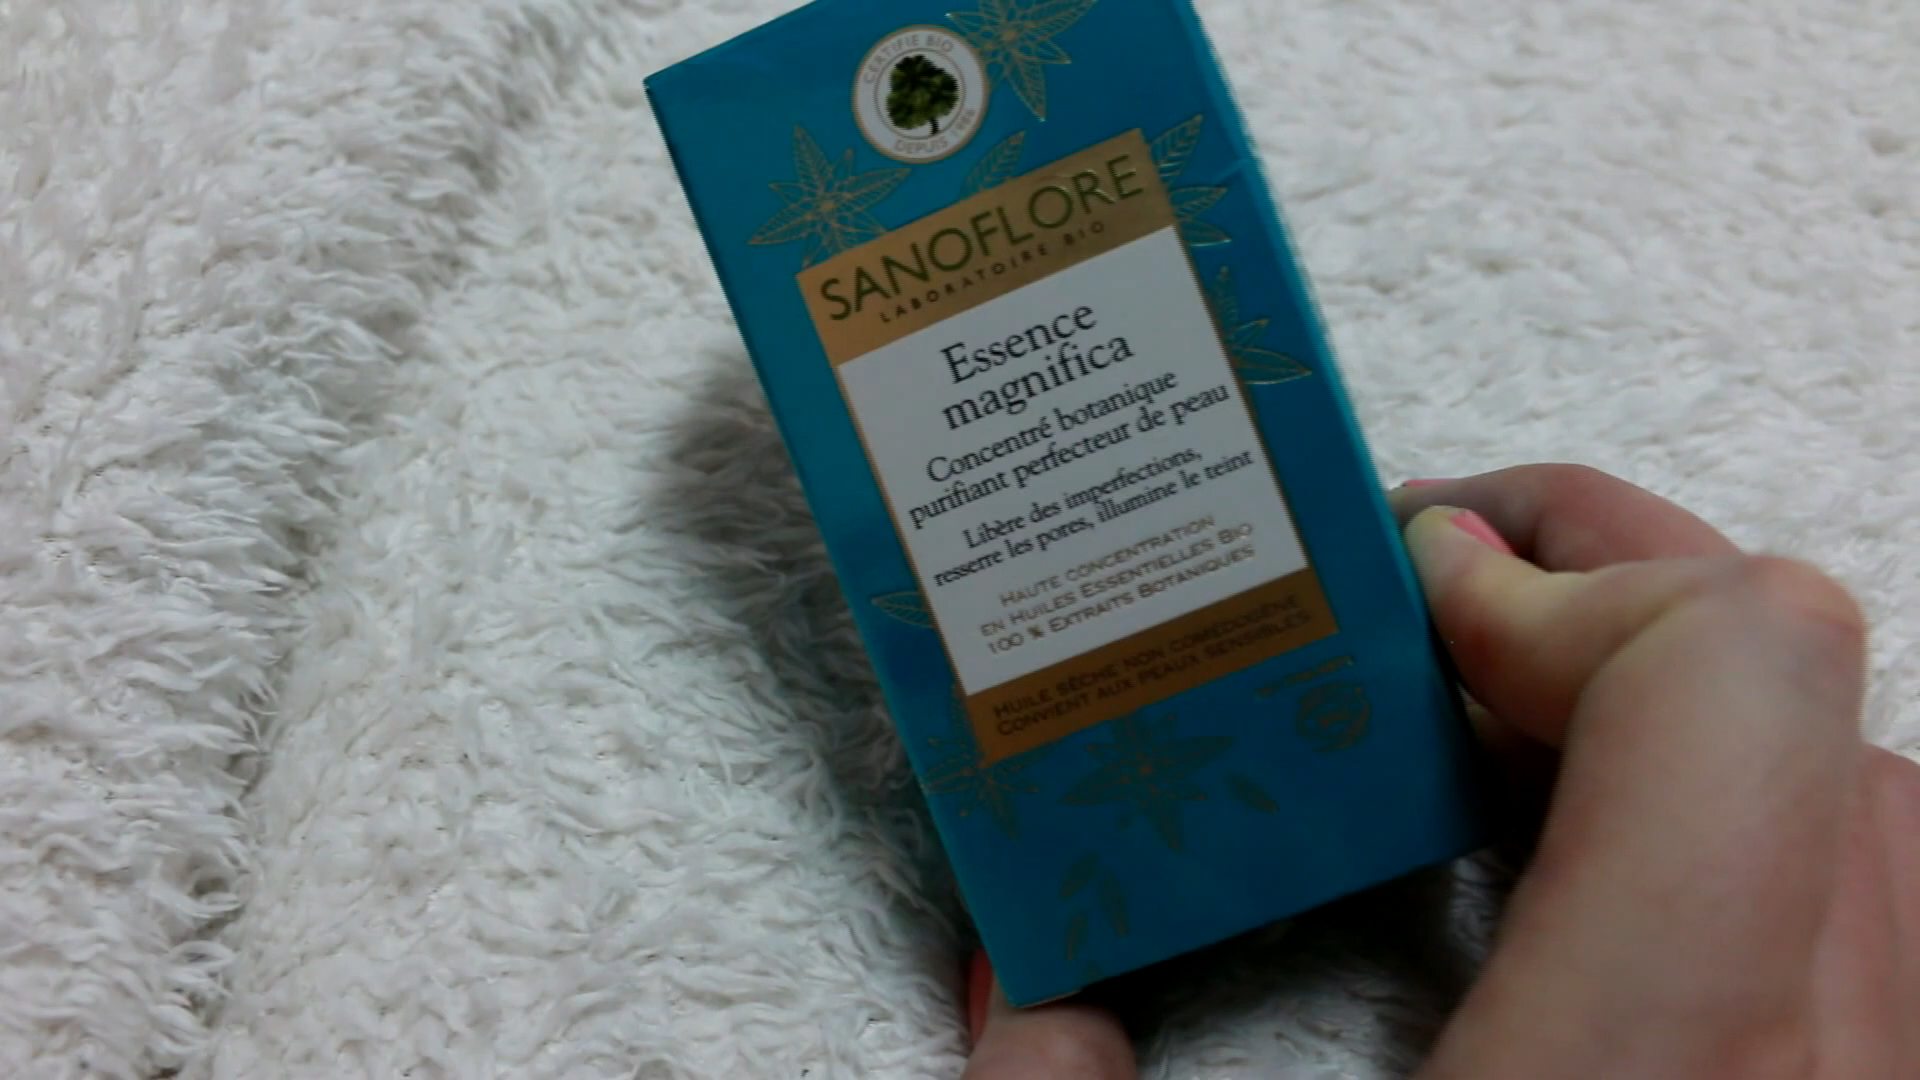 CERTIFIÉ BIO
DEPUIS 1986
SANOFLORE
LABORATOIRE BIO
Essence
magnifica
Concentré botanique
purifiant perfecteur de peau
Libère des imperfections,
resserre les pores, illumine le teint
HAUTE CONCENTRATION
EN HUILES ESSENTIELLES BIO
100 % EXTRAITS BOTANIQUES
HUILE SÈCHE NON COMÉDOGÈNE
CONVIENT AUX PEAUX SENSIBLES